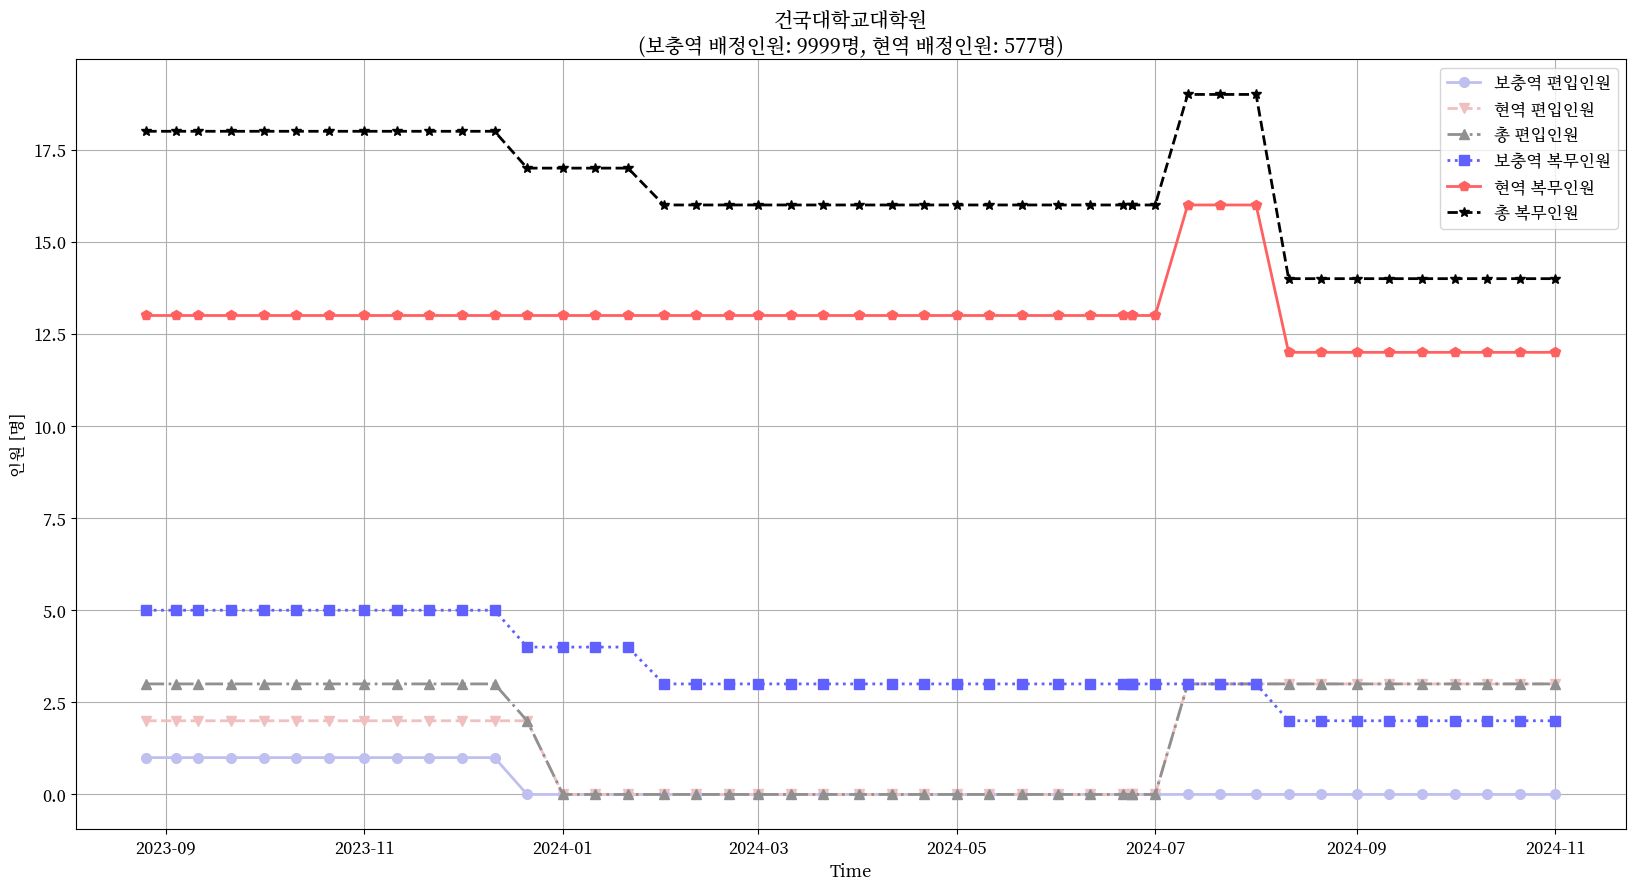 건국대학교대학원
(보충역 배정인원: 9999명, 현역 배정인원: 577명)
보충역 편입인원
현역 편입인원
총 편입인원
보충역 복무인원
현역 복무인원
총 복무인원
인원 [명]
17.5
15.0
12.5
10.0
7.5
5.0
2.5
0.0
2023-09
2023-11
2024-01
2024-03
2024-05
2024-07
2024-09
2024-11
Time